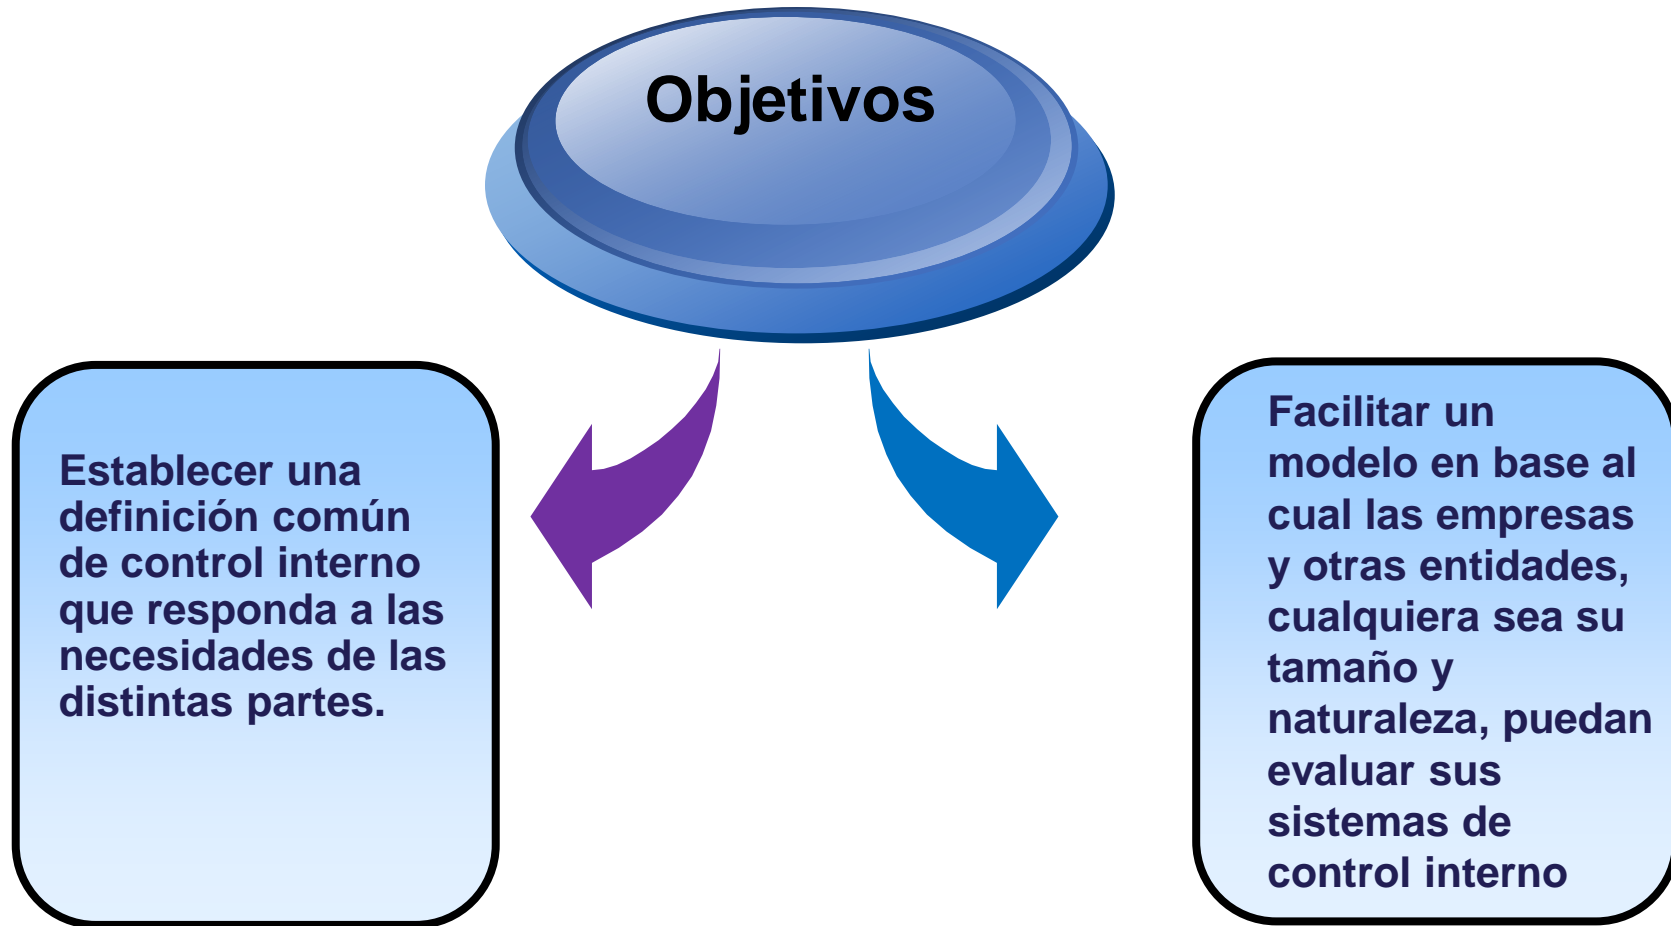 Objetivos
Establecer una
definición común
de control interno
que responda a las
necesidades de las
distintas partes.
Facilitar un
modelo en base al
cual las empresas
y otras entidades,
cualquiera sea su
tamaño y
naturaleza, puedan
evaluar sus
sistemas de
control interno